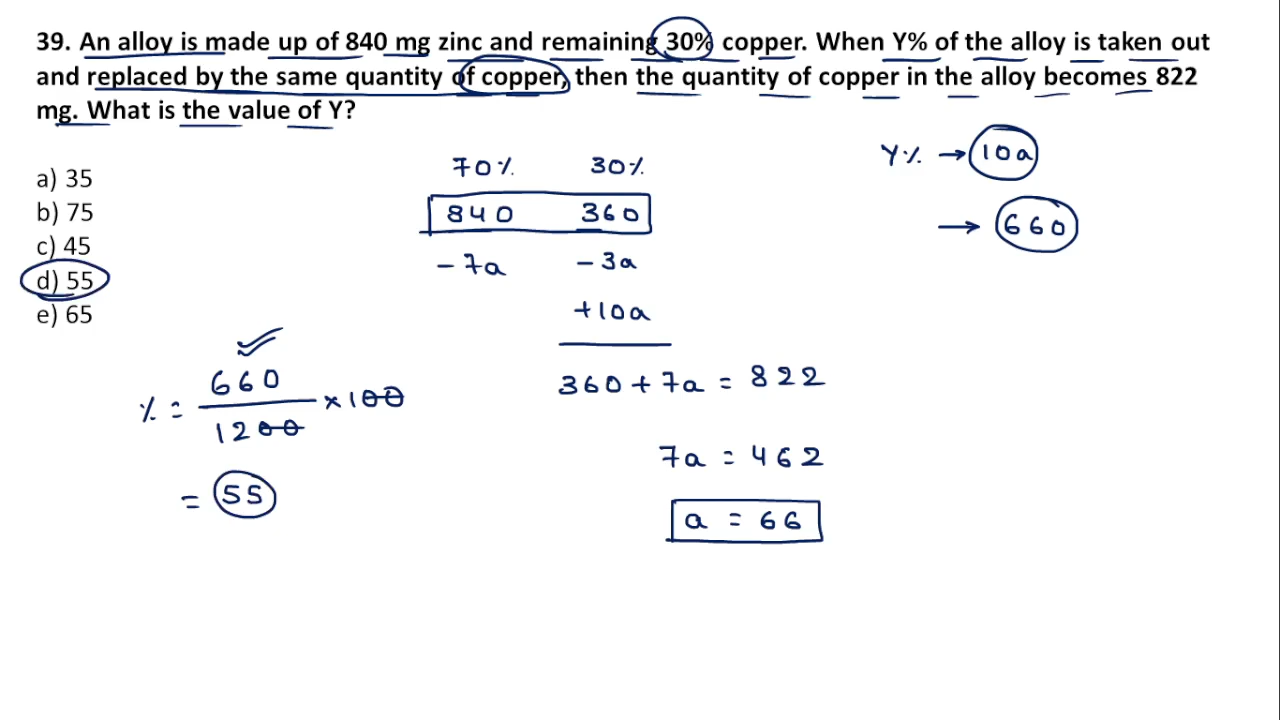 39. An alloy is made up of 840 mg zinc and remaining 30% copper. When Y% of the alloy is taken out
and replaced by the same quantity of copper, then the quantity of copper in the alloy becomes 822
mg. What is the value of Y?
a) 35
b) 75
c) 45
d) 55
e) 65
70% 30%
840 360
- 7a - 3a
+10a
360 + 7a = 822
7a = 462
a = 66
Y% → 10a
→ 660
% = 660/1200 × 100
= 55